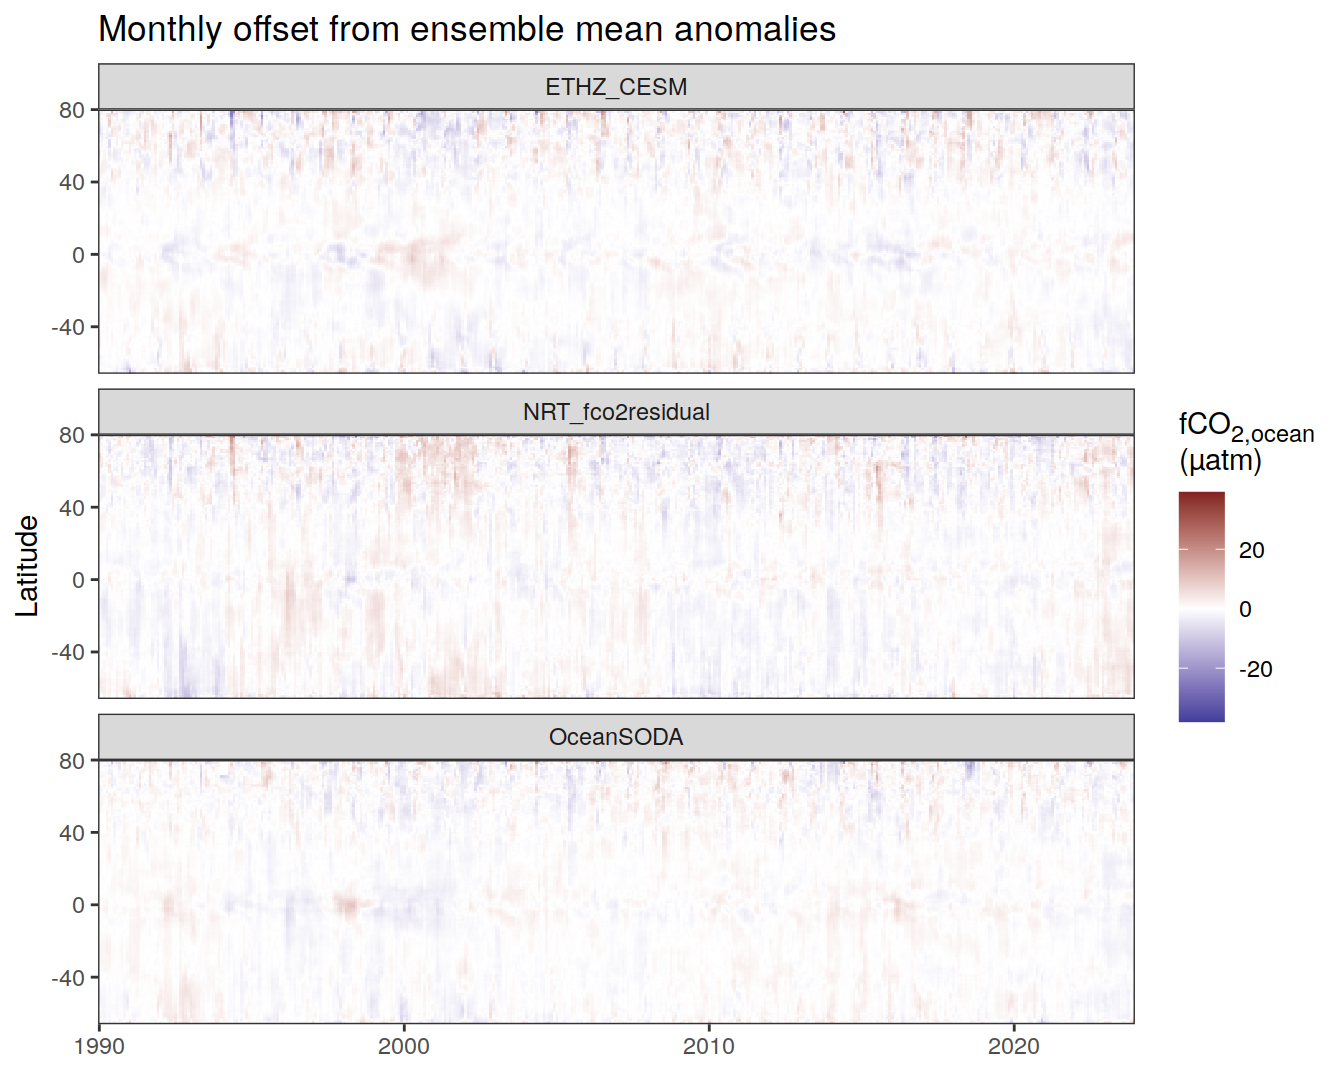 Monthly offset from ensemble mean anomalies
ETHZ_CESM
80
40
0
-40
NRT_fco2residual
80
40
0
-40
OceanSODA
80
40
0
-40
1990 2000 2010 2020
Latitude
fCO2,ocean
(µatm)
20
0
-20